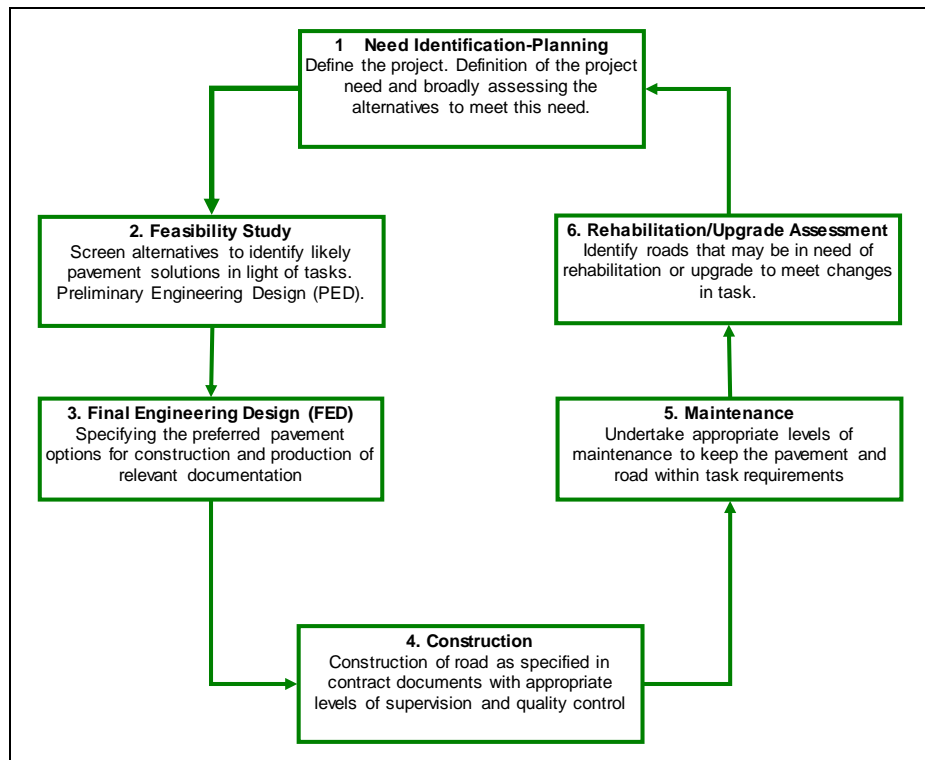 1 Need Identification-Planning
Define the project. Definition of the project
need and broadly assessing the
alternatives to meet this need.
2. Feasibility Study
Screen alternatives to identify likely
pavement solutions in light of tasks.
Preliminary Engineering Design (PED).
6. Rehabilitation/Upgrade Assessment
Identify roads that may be in need of
rehabilitation or upgrade to meet changes
in task.
3. Final Engineering Design (FED)
Specifying the preferred pavement
options for construction and production of
relevant documentation
5. Maintenance
Undertake appropriate levels of
maintenance to keep the pavement and
road within task requirements
4. Construction
Construction of road as specified in
contract documents with appropriate
levels of supervision and quality control